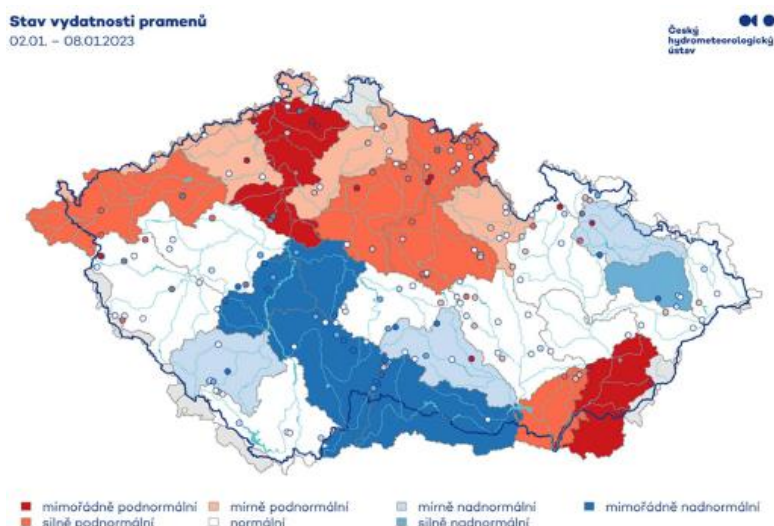 Stav vydatnosti pramenů
02.01. – 08.01.2023
Český
hydrometeorologický
ústav
mimořádně podnormální
mírně podnormální
mírně nadnormální
mimořádně nadnormální
silně podnormální
normální
silně nadnormální